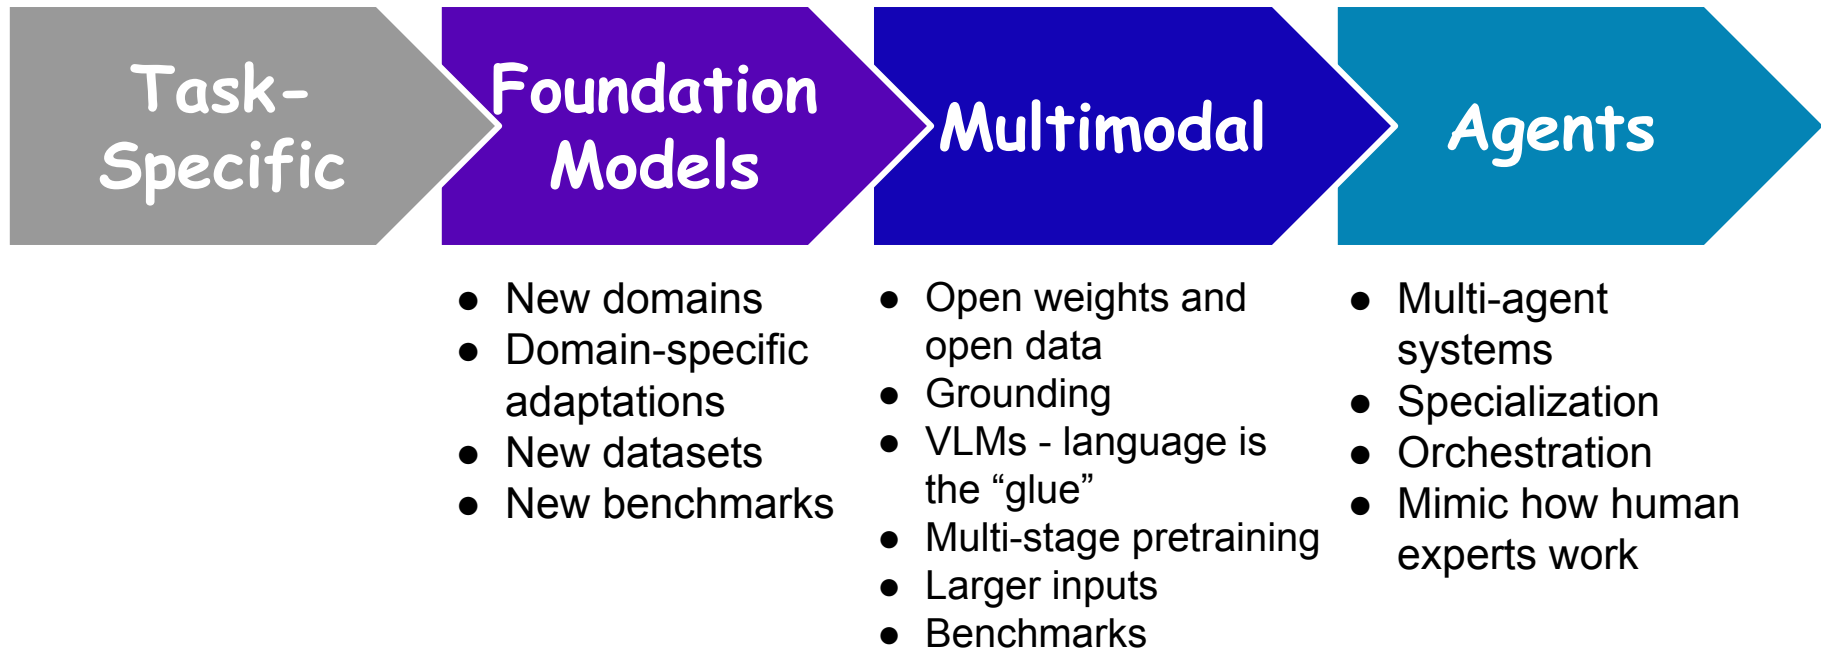 Task-
Specific
Foundation
Models
Multimodal
Agents
● New domains
● Domain-specific
adaptations
● New datasets
● New benchmarks
● Open weights and
open data
● Grounding
● VLMs - language is
the “glue”
● Multi-stage pretraining
● Larger inputs
● Benchmarks
● Multi-agent
systems
● Specialization
● Orchestration
● Mimic how human
experts work